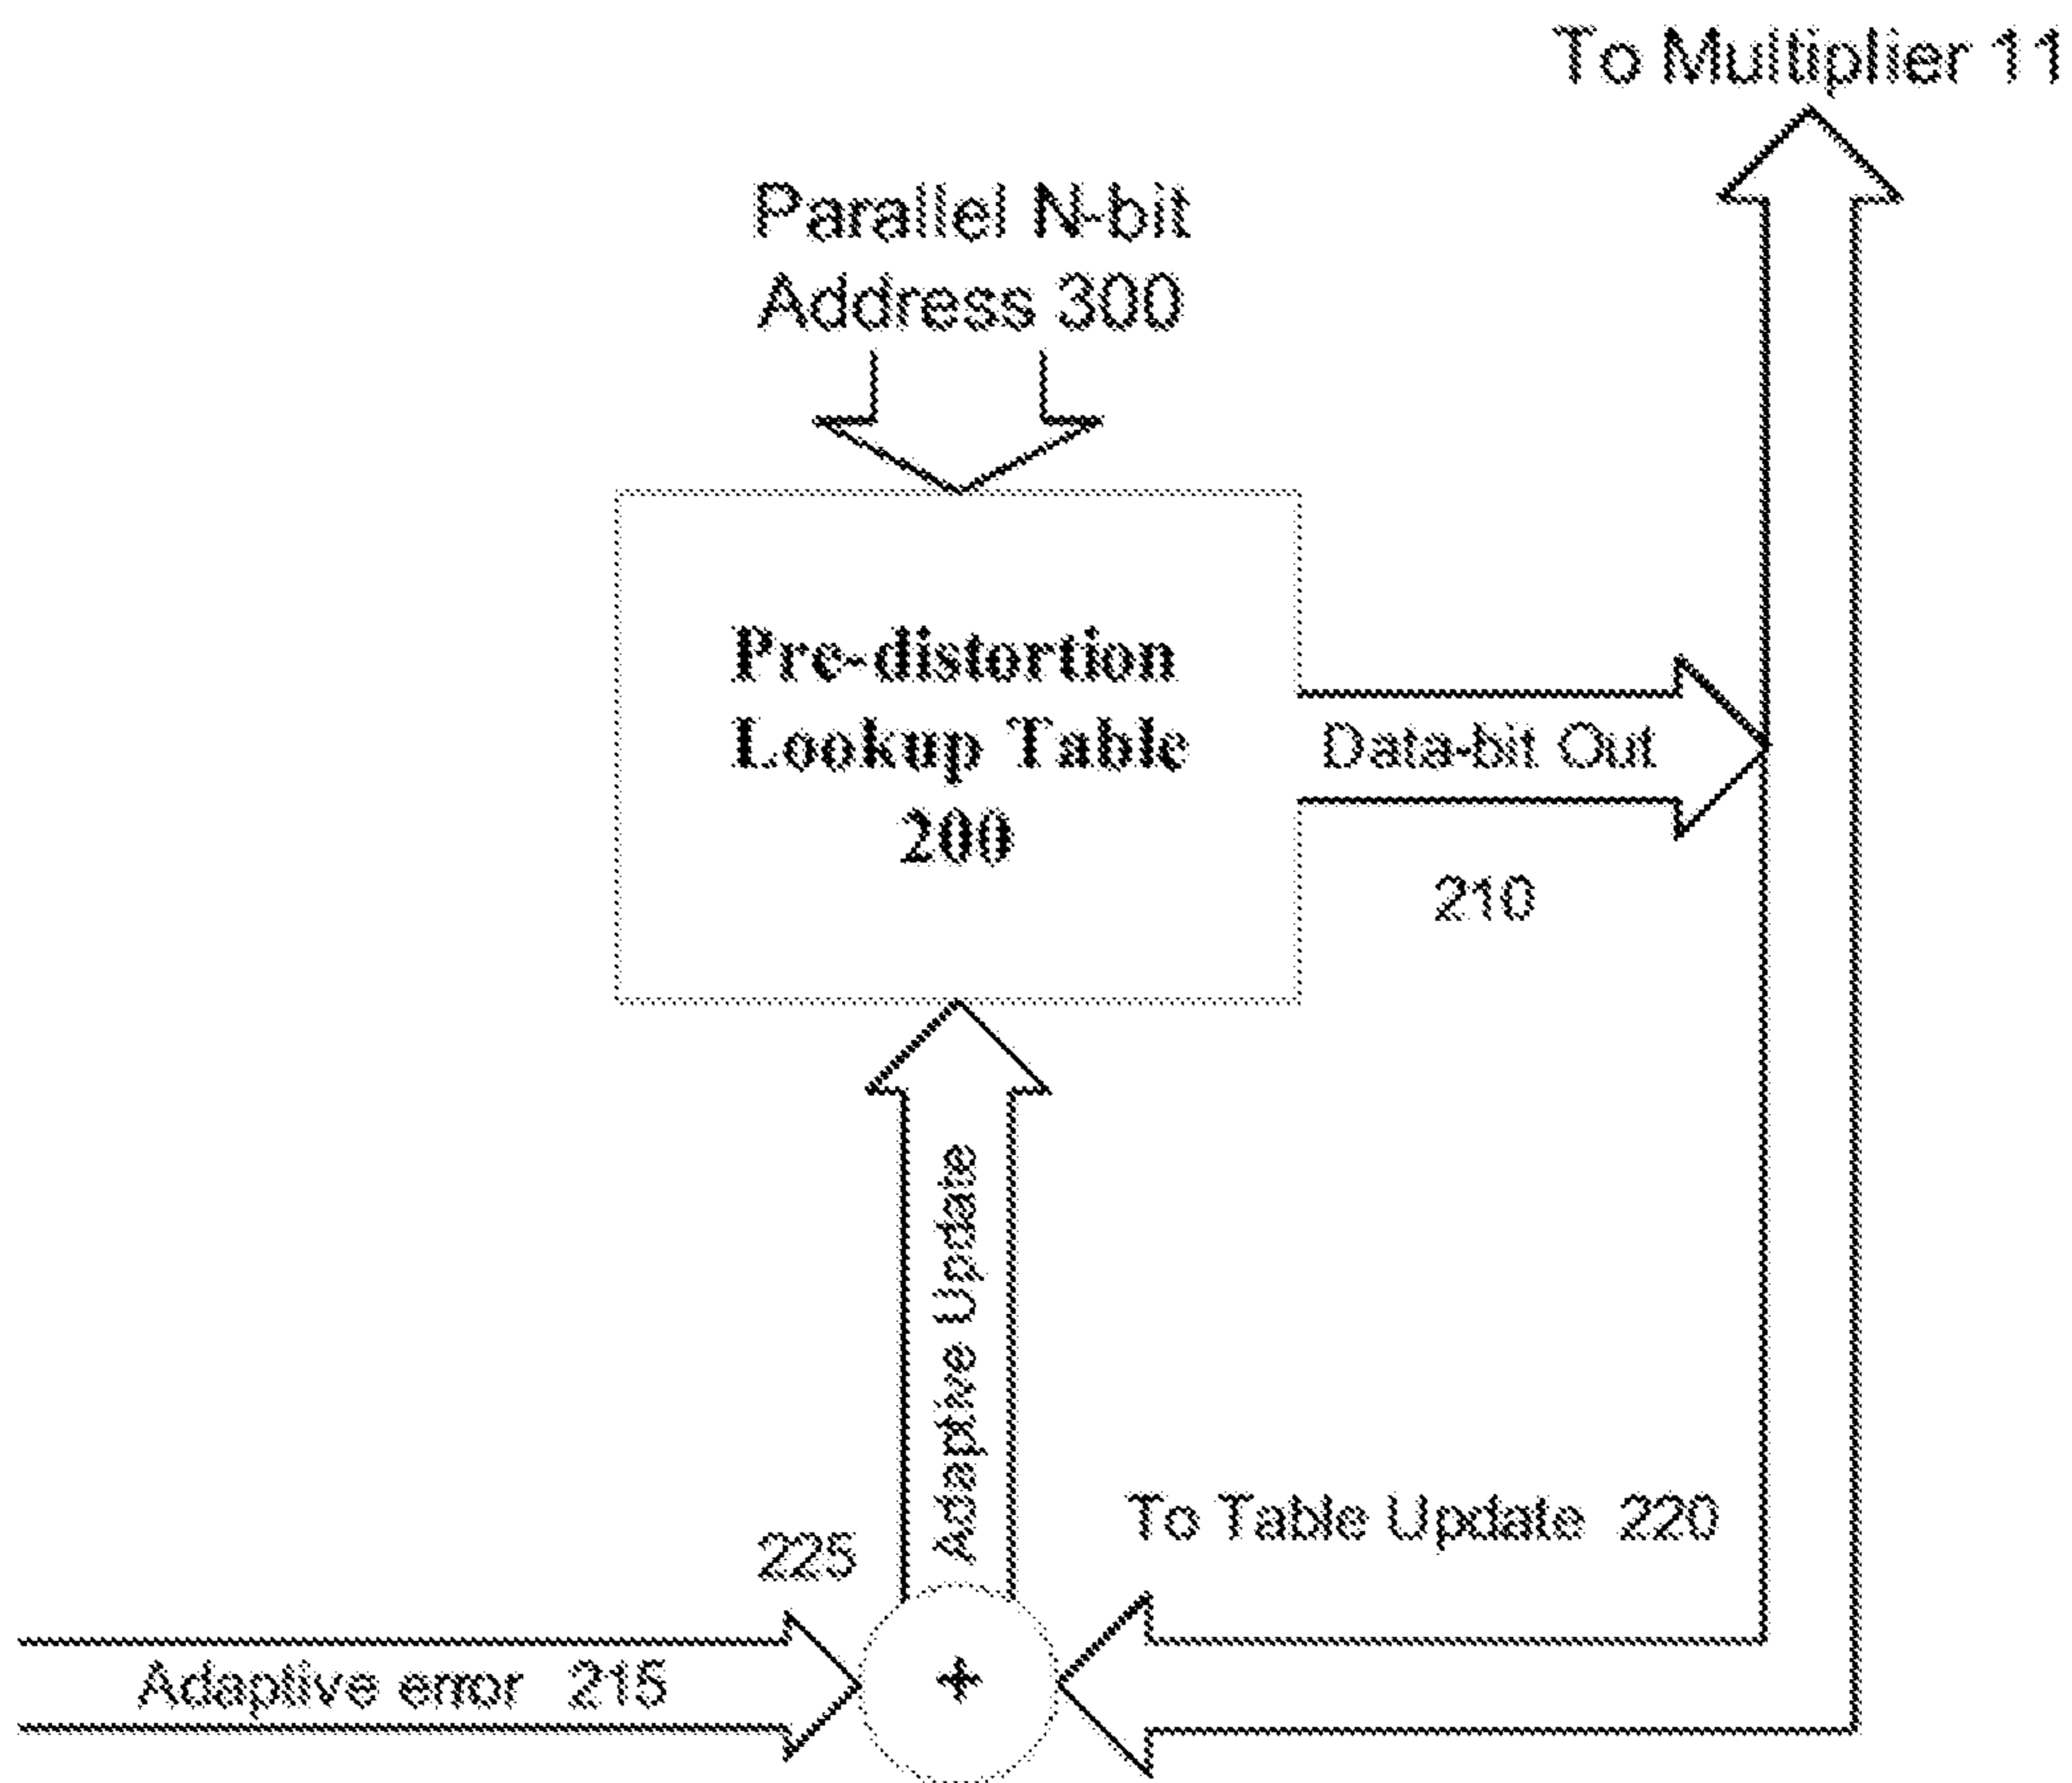 To Multiplier 11
Parallel N-bit
Address 300
Pre-distortion
Lookup Table
200
Data-bit Out
210
Adaptive Update
To Table Update 220
225
Adaptive error 215
+